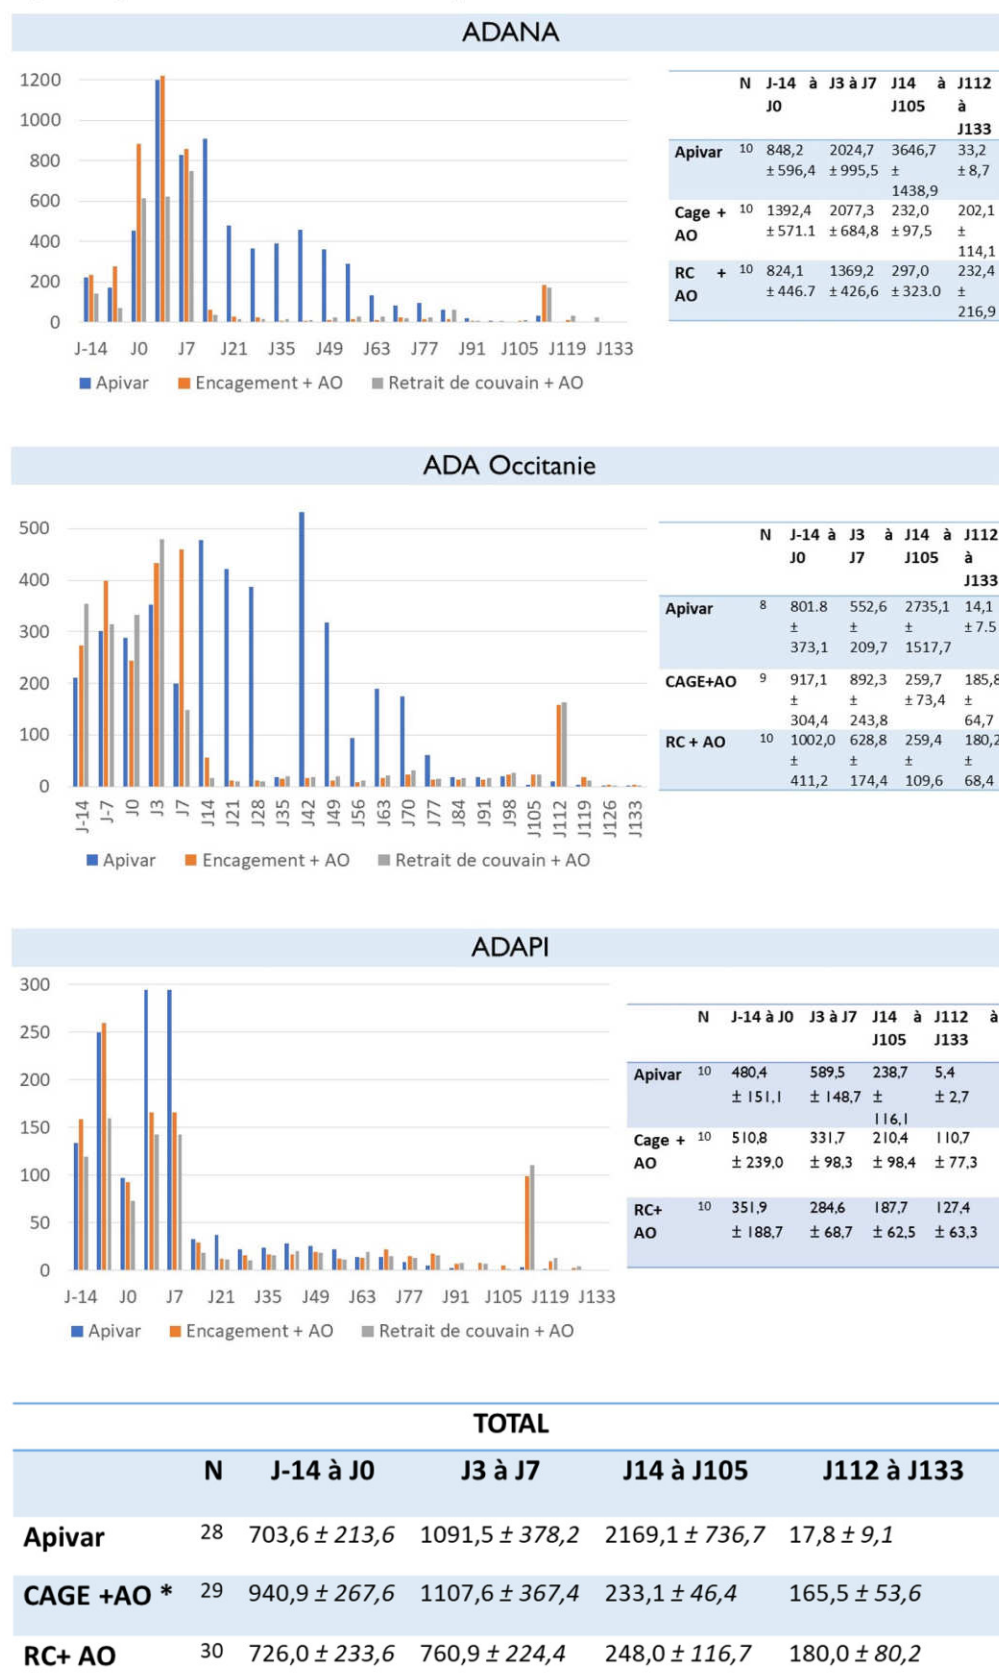 ADANA
1200
1000
800
600
400
200
0
J-14 J0 J7 J21 J35 J49 J63 J77 J91 J105 J119 J133
Apivar Encagement + AO Retrait de couvain + AO
N J-14 à J3 à J7 J14 à J112
J0 J105 à
J133
Apivar 10 848,2 2024,7 3646,7 33,2
± 596,4 ± 995,5 ± ± 8,7
1438,9
Cage + 10 1392,4 2077,3 232,0 202,1
AO ± 571.1 ± 684,8 ± 97,5 ±
114,1
RC + 10 824,1 1369,2 297,0 232,4
AO ± 446.7 ± 426,6 ± 323.0 ±
216,9
ADA Occitanie
500
400
300
200
100
0
J-14 J-7 J0 J3 J7 J14 J21 J28 J35 J42 J49 J56 J63 J70 J77 J84 J91 J98 J105 J112 J119 J126 J133
Apivar Encagement + AO Retrait de couvain + AO
N J-14 à J3 à J14 à J112
J0 J7 J105 à
J133
Apivar 8 801.8 552,6 2735,1 14,1
± ± ± ± 7.5
373,1 209,7 1517,7
CAGE+AO 9 917,1 892,3 259,7 185,8
± ± ± 73,4 ±
304,4 243,8 64,7
RC + AO 10 1002,0 628,8 259,4 180,2
± ± ± ±
411,2 174,4 109,6 68,4
ADAPI
300
250
200
150
100
50
0
J-14 J0 J7 J21 J35 J49 J63 J77 J91 J105 J119 J133
Apivar Encagement + AO Retrait de couvain + AO
N J-14 à J0 J3 à J7 J14 à J112 à
J105 J133
Apivar 10 480,4 589,5 238,7 5,4
± 151,1 ± 148,7 ± ± 2,7
116,1
Cage + 10 510,8 331,7 210,4 110,7
AO ± 239,0 ± 98,3 ± 98,4 ± 77,3
RC+ 10 351,9 284,6 187,7 127,4
AO ± 188,7 ± 68,7 ± 62,5 ± 63,3
TOTAL
N J-14 à J0 J3 à J7 J14 à J105 J112 à J133
Apivar 28 703,6 ± 213,6 1091,5 ± 378,2 2169,1 ± 736,7 17,8 ± 9,1
CAGE +AO * 29 940,9 ± 267,6 1107,6 ± 367,4 233,1 ± 46,4 165,5 ± 53,6
RC+ AO 30 726,0 ± 233,6 760,9 ± 224,4 248,0 ± 116,7 180,0 ± 80,2